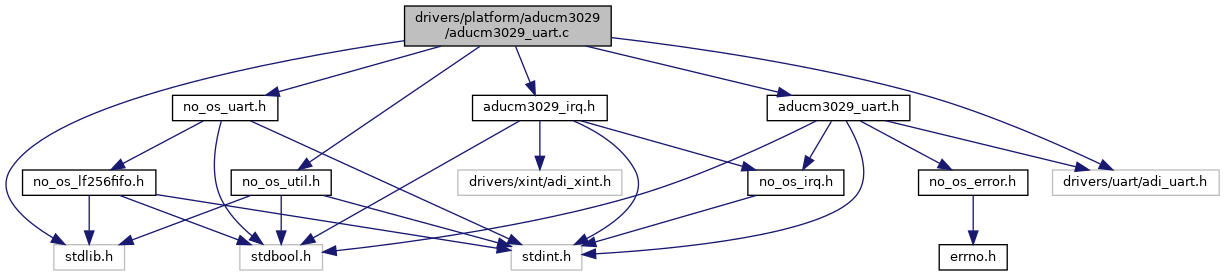 drivers/platform/aducm3029
/aducm3029_uart.c
no_os_uart.h
aducm3029_irq.h
aducm3029_uart.h
no_os_lf256fifo.h
no_os_util.h
drivers/xint/adi_xint.h
no_os_irq.h
no_os_error.h
drivers/uart/adi_uart.h
stdlib.h
stdbool.h
stdint.h
errno.h